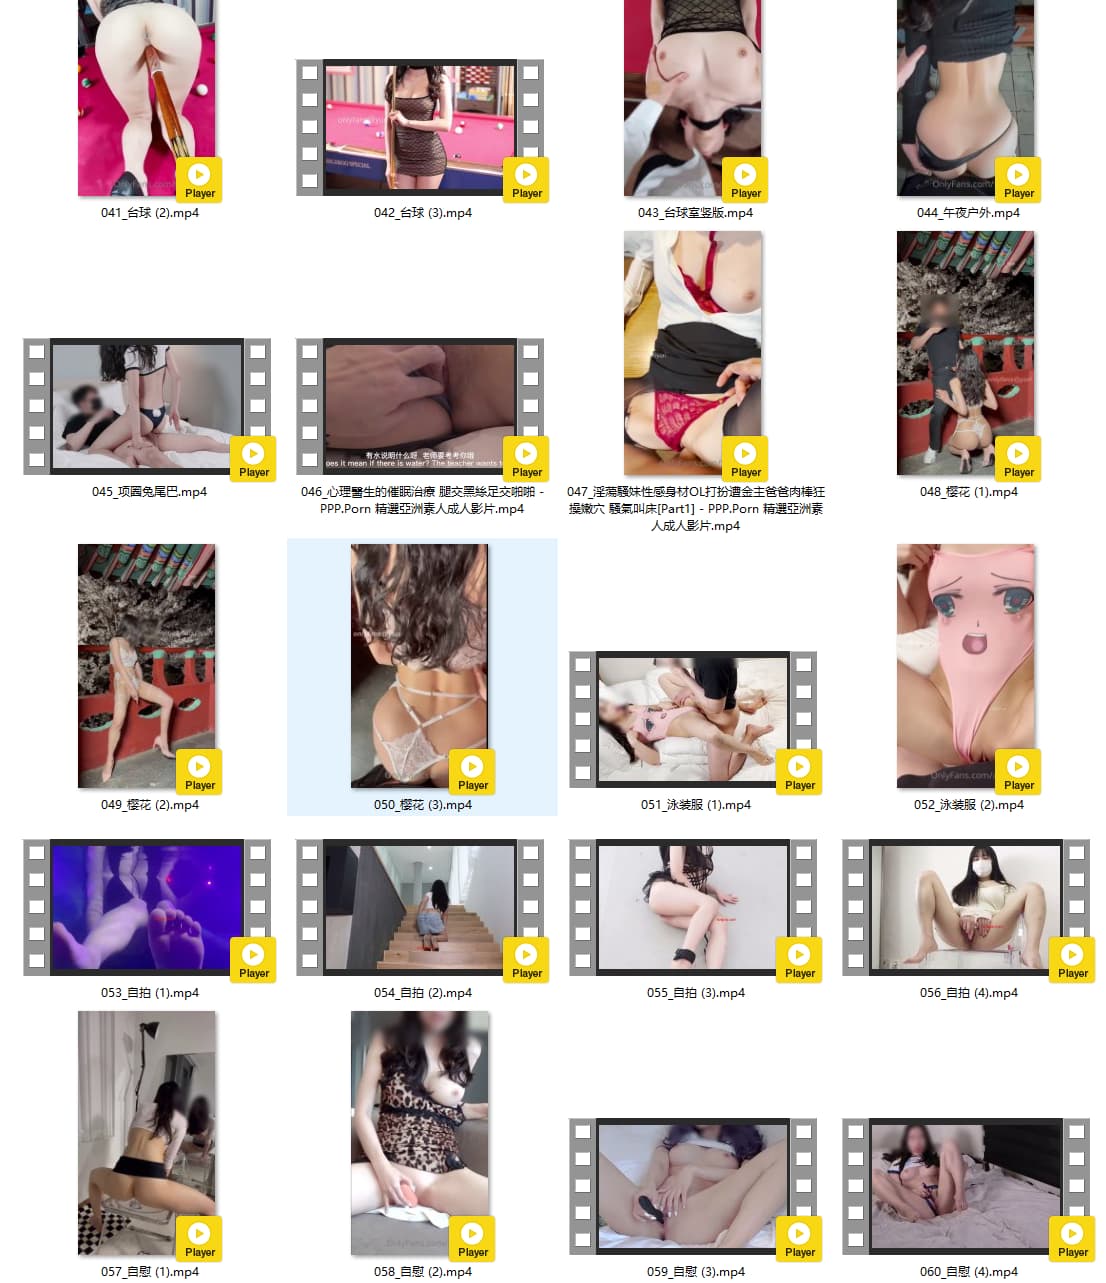 OnlyFans.com/
Player
041_台球 (2).mp4
Player
042_台球 (3).mp4
Player
043_台球室竖版.mp4
OnlyFans.com/
Player
044_午夜户外.mp4
Player
045_项圈兔尾巴.mp4
有水说明什么呀 老师要考考你啦
oes it mean if there is water? The teacher wants t
Player
046_心理醫生的催眠治療 腿交黑絲足交啪啪 -
PPP.Porn 精選亞洲素人成人影片.mp4
Player
047_淫蕩騷妹性感身材OL打扮遭金主爸爸肉棒狂
操嫩穴 騷氣叫床[Part1] - PPP.Porn 精選亞洲素
人成人影片.mp4
Player
048_樱花 (1).mp4
Player
049_樱花 (2).mp4
Player
050_樱花 (3).mp4
Player
051_泳装服 (1).mp4
OnlyFans.com/
Player
052_泳装服 (2).mp4
Player
053_自拍 (1).mp4
Player
054_自拍 (2).mp4
Player
055_自拍 (3).mp4
Player
056_自拍 (4).mp4
Player
057_自慰 (1).mp4
Player
058_自慰 (2).mp4
Player
059_自慰 (3).mp4
Player
060_自慰 (4).mp4